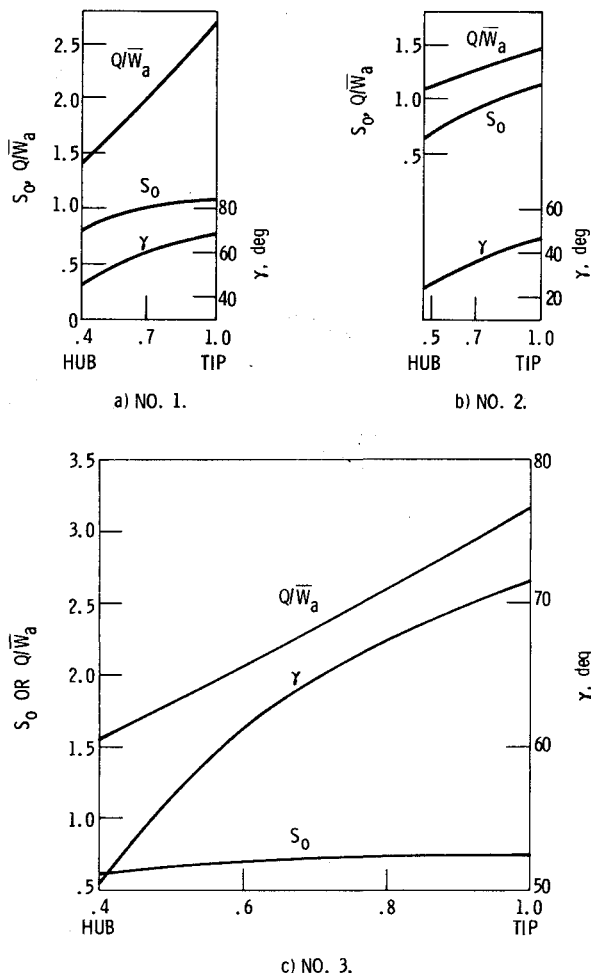 2.5
2.0
1.5
1.0
.5
0
S₀, Q/W̅a
Q/W̅a
S₀
γ
80
60
40
γ, deg
.4 .7 1.0
HUB TIP
a) NO. 1.
1.5
1.0
.5
S₀, Q/W̅a
Q/W̅a
S₀
γ
60
40
20
γ, deg
.5 .7 1.0
HUB TIP
b) NO. 2.
3.5
3.0
2.5
2.0
1.5
1.0
.5
S₀ OR Q/W̅a
Q/W̅a
γ
S₀
80
70
60
50
γ, deg
.4 .6 .8 1.0
HUB TIP
c) NO. 3.